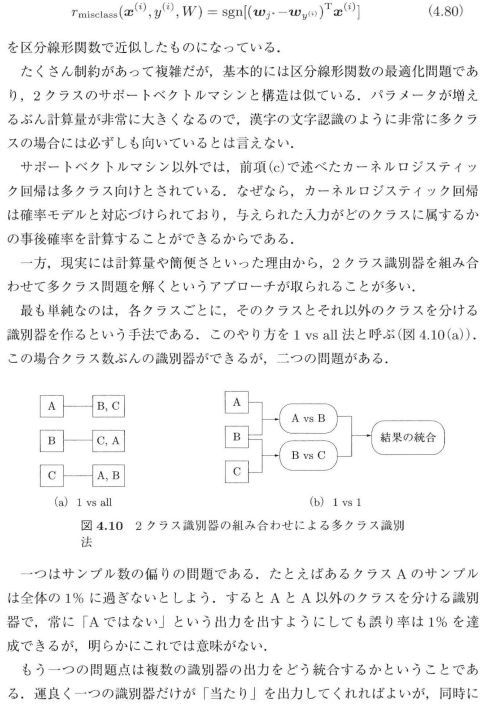 r_misclass(x^(i), y^(i), W) = sgn[(w_j* − w_y^(i))^T x^(i)] (4.80)
を区分線形関数で近似したものになっている．
たくさん制約があって複雑だが，基本的には区分線形関数の最適化問題であ
り，2クラスのサポートベクトルマシンと構造は似ている．パラメータが増え
るぶん計算量が非常に大きくなるので，漢字の文字認識のように非常に多クラ
スの場合には必ずしも向いているとは言えない．
サポートベクトルマシン以外では，前項(c)で述べたカーネルロジスティッ
ク回帰は多クラス向けとされている．なぜなら，カーネルロジスティック回帰
は確率モデルと対応づけられており，与えられた入力がどのクラスに属するか
の事後確率を計算することができるからである．
一方，現実には計算量や簡便さといった理由から，2クラス識別器を組み合
わせて多クラス問題を解くというアプローチが取られることが多い．
最も単純なのは，各クラスごとに，そのクラスとそれ以外のクラスを分ける
識別器を作るという手法である．このやり方を 1 vs all 法と呼ぶ(図 4.10(a))．
この場合クラス数ぶんの識別器ができるが，二つの問題がある．
A B, C
B C, A
C A, B
(a) 1 vs all
A
B
C
A vs B
B vs C
結果の統合
(b) 1 vs 1
図 4.10 2クラス識別器の組み合わせによる多クラス識別
法
一つはサンプル数の偏りの問題である．たとえばあるクラス A のサンプル
は全体の 1% に過ぎないとしよう．すると A と A 以外のクラスを分ける識別
器で，常に「A ではない」という出力を出すようにしても誤り率は 1% を達
成できるが，明らかにこれでは意味がない．
もう一つの問題点は複数の識別器の出力をどう統合するかということであ
る．運良く一つの識別器だけが「当たり」を出力してくれればよいが，同時に